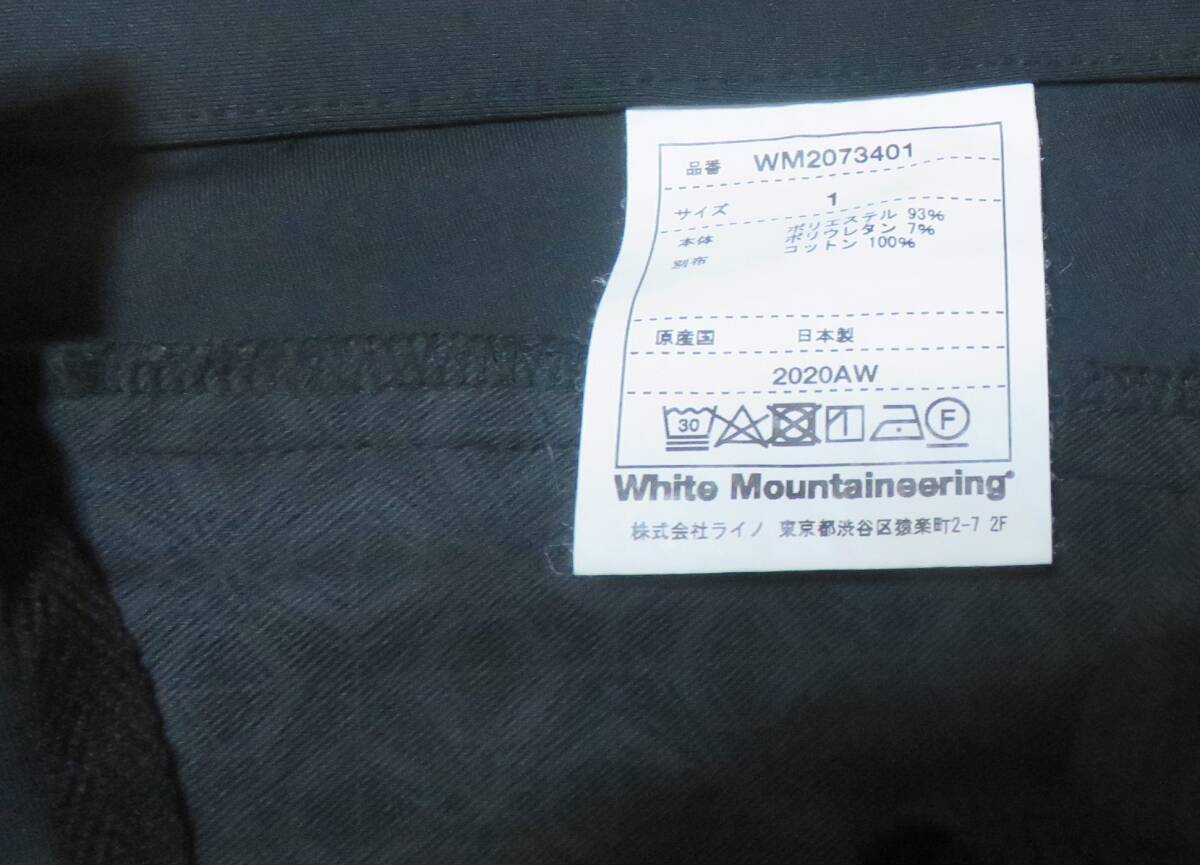 品番 WM2073401
サイズ 1
本体 ポリエステル 93%
ポリウレタン 7%
別布 コットン 100%
原産国 日本製
2020AW
30 F
White Mountaineering
株式会社ライノ 東京都渋谷区猿楽町2-7 2F